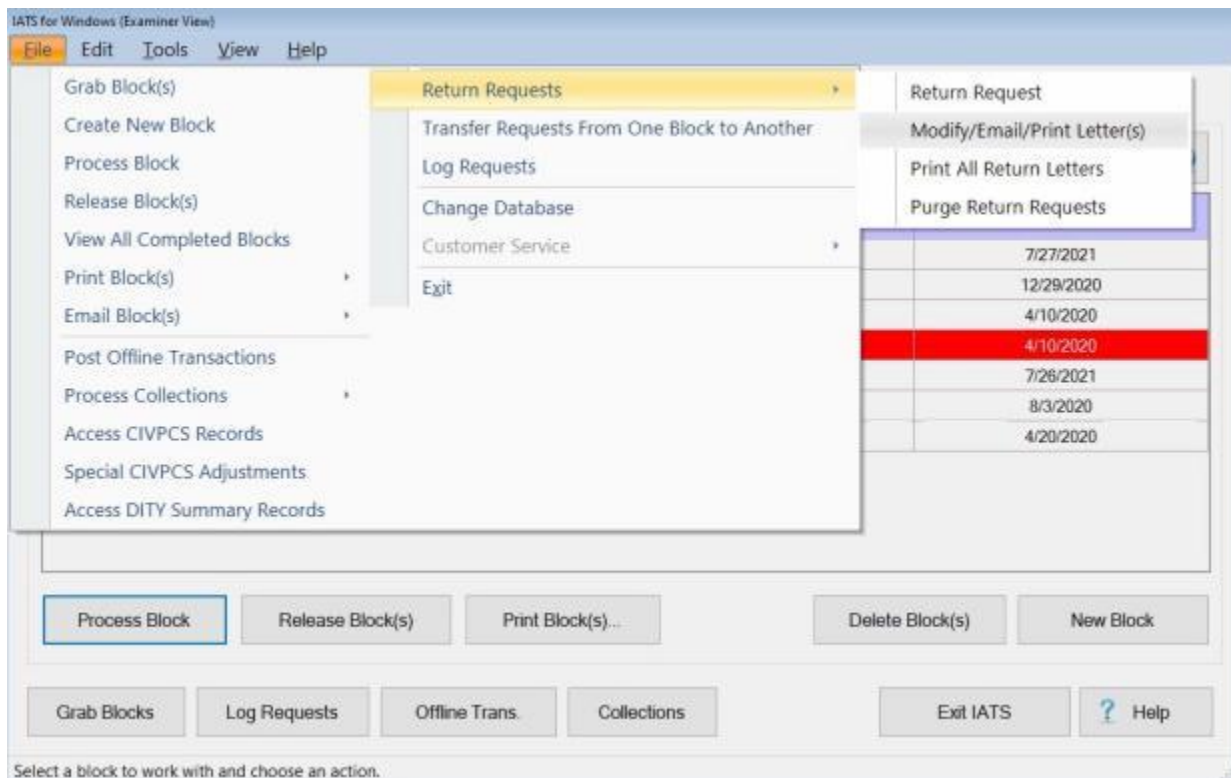 IATS for Windows (Examiner View)
File Edit Tools View Help
Grab Block(s)
Create New Block
Process Block
Release Block(s)
View All Completed Blocks
Print Block(s)
Email Block(s)
Post Offline Transactions
Process Collections
Access CIVPCS Records
Special CIVPCS Adjustments
Access DITY Summary Records
Return Requests
Transfer Requests From One Block to Another
Log Requests
Change Database
Customer Service
Exit
Return Request
Modify/Email/Print Letter(s)
Print All Return Letters
Purge Return Requests
7/27/2021
12/29/2020
4/10/2020
4/10/2020
7/26/2021
8/3/2020
4/20/2020
Process Block Release Block(s) Print Block(s)... Delete Block(s) New Block
Grab Blocks Log Requests Offline Trans. Collections Exit IATS ? Help
Select a block to work with and choose an action.